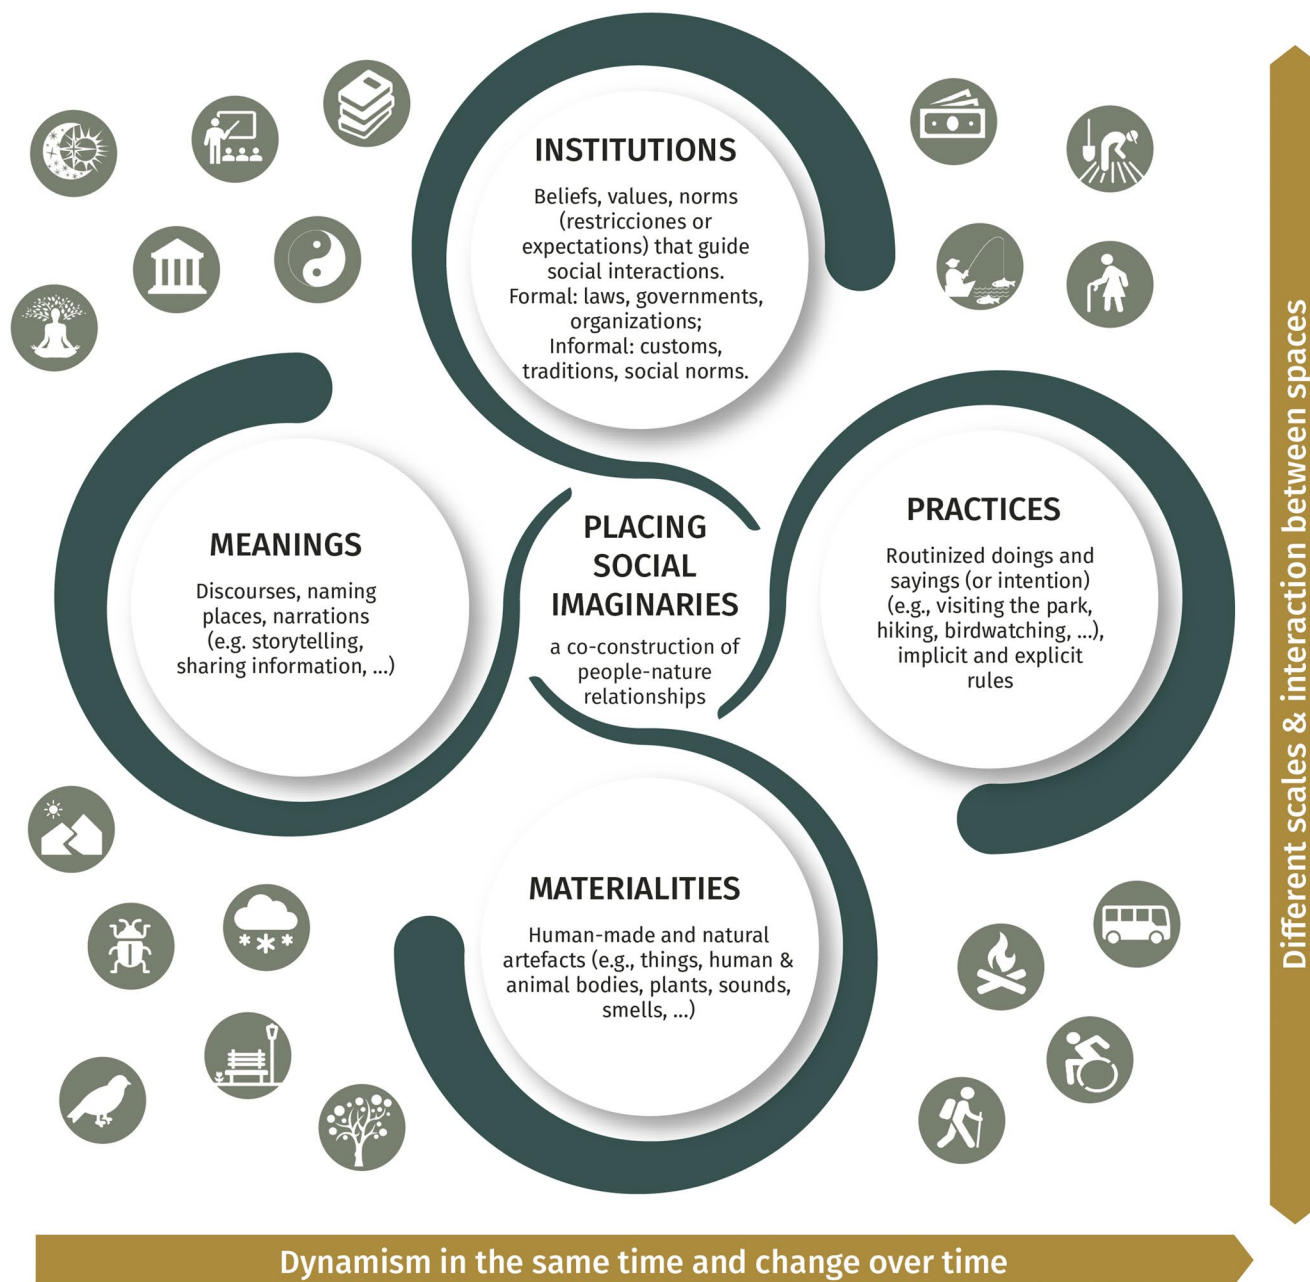 INSTITUTIONS
Beliefs, values, norms
(restricciones or
expectations) that guide
social interactions.
Formal: laws, governments,
organizations;
Informal: customs,
traditions, social norms.
MEANINGS
Discourses, naming
places, narrations
(e.g. storytelling,
sharing information, ...)
PLACING
SOCIAL
IMAGINARIES
a co-construction of
people-nature
relationships
PRACTICES
Routinized doings and
sayings (or intention)
(e.g., visiting the park,
hiking, birdwatching, ...),
implicit and explicit
rules
MATERIALITIES
Human-made and natural
artefacts (e.g., things, human &
animal bodies, plants, sounds,
smells, ...)
Different scales & interaction between spaces
Dynamism in the same time and change over time